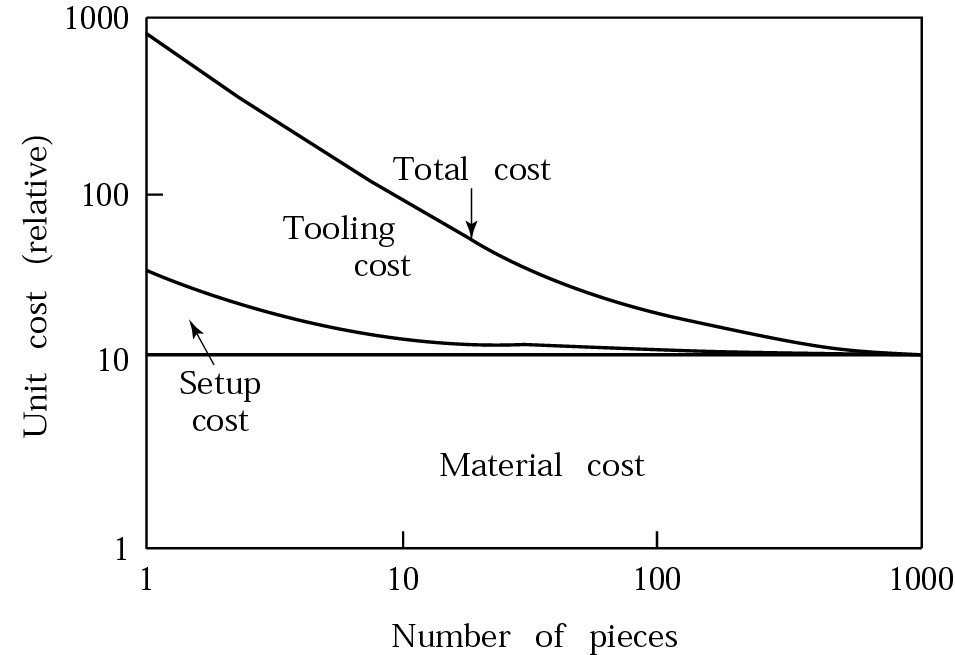 1000
100
10
1
Unit cost (relative)
Total cost
Tooling
cost
Setup
cost
Material cost
1
10
100
1000
Number of pieces